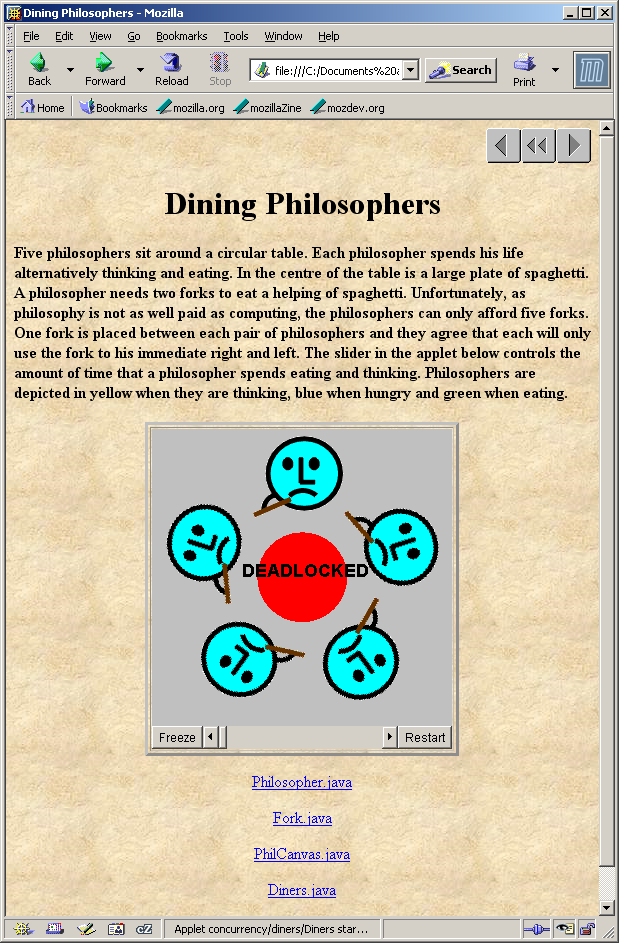 Dining Philosophers - Mozilla
File Edit View Go Bookmarks Tools Window Help
Back Forward Reload Stop file:///C:/Documents%20 Search Print
Home Bookmarks mozilla.org mozillaZine mozdev.org
Dining Philosophers
Five philosophers sit around a circular table. Each philosopher spends his life
alternatively thinking and eating. In the centre of the table is a large plate of spaghetti.
A philosopher needs two forks to eat a helping of spaghetti. Unfortunately, as
philosophy is not as well paid as computing, the philosophers can only afford five forks.
One fork is placed between each pair of philosophers and they agree that each will only
use the fork to his immediate right and left. The slider in the applet below controls the
amount of time that a philosopher spends eating and thinking. Philosophers are
depicted in yellow when they are thinking, blue when hungry and green when eating.
DEADLOCKED
Freeze Restart
Philosopher.java
Fork.java
PhilCanvas.java
Diners.java
Applet concurrency/diners/Diners star...